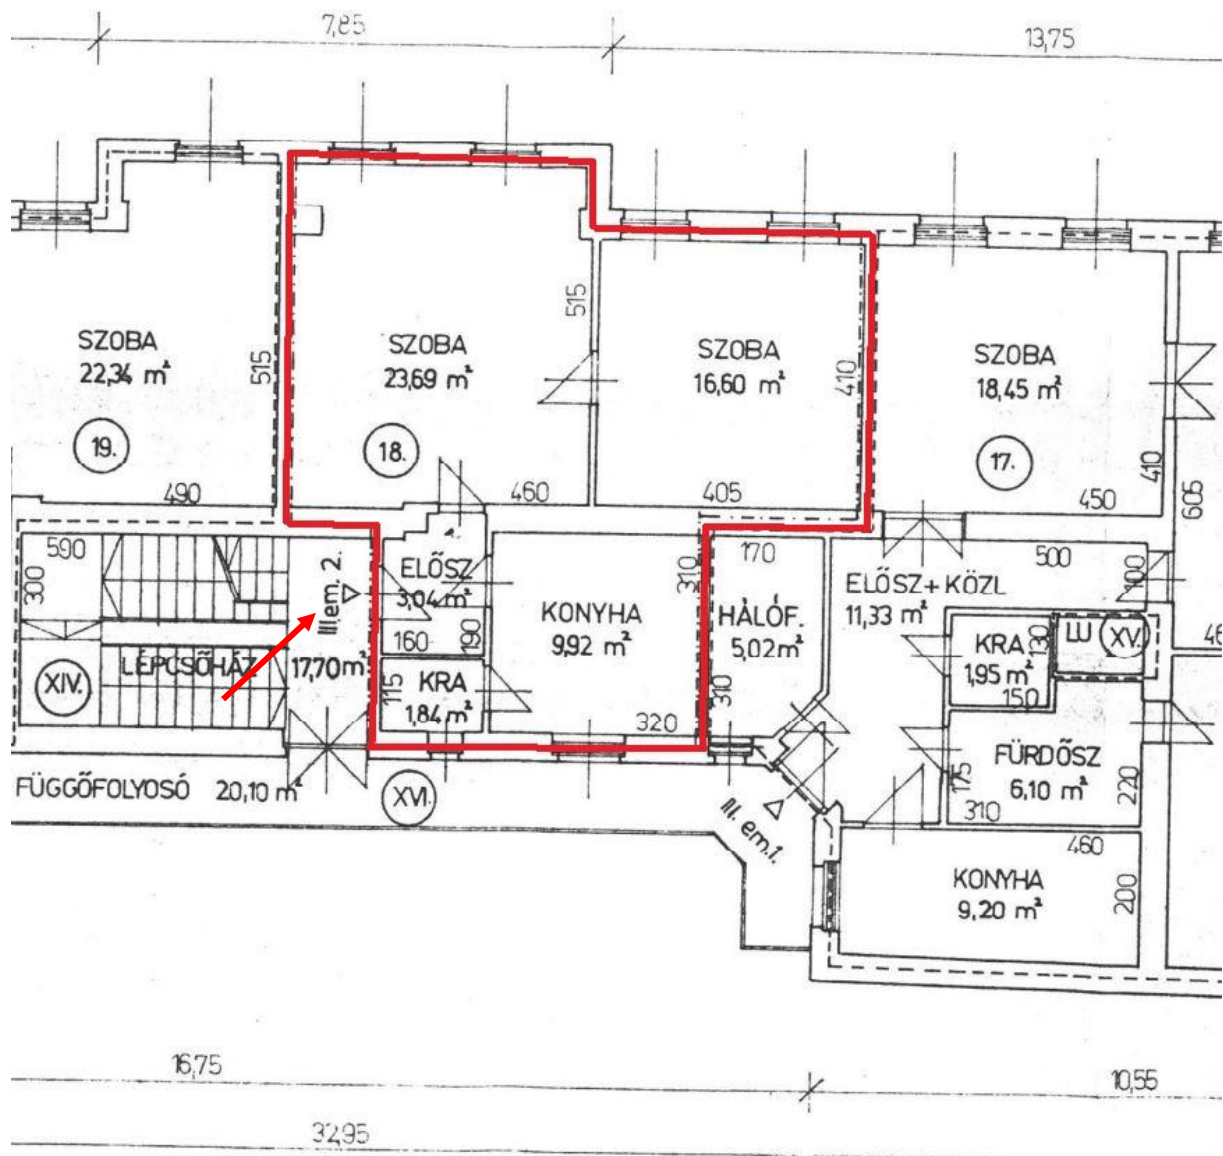 7,85
13,75
SZOBA
22,34 m²
19.
490
515
SZOBA
23,69 m²
18.
460
515
SZOBA
16,60 m²
405
410
SZOBA
18,45 m²
17.
450
410
605
590
300
LÉPCSŐHÁZ
17,70 m²
XIV.
III. em. 2.
ELŐSZ
3,04 m²
160
190
KRA
1,84 m²
115
KONYHA
9,92 m²
310
320
170
HÁLÓF.
5,02 m²
310
ELŐSZ + KÖZL
11,33 m²
500
100
KRA
1,95 m²
130
150
XV.
46
FÜRDŐSZ
6,10 m²
175
310
220
FÜGGŐFOLYOSÓ 20,10 m²
XVI.
III. em. 1.
460
KONYHA
9,20 m²
200
16,75
10,55
32,95